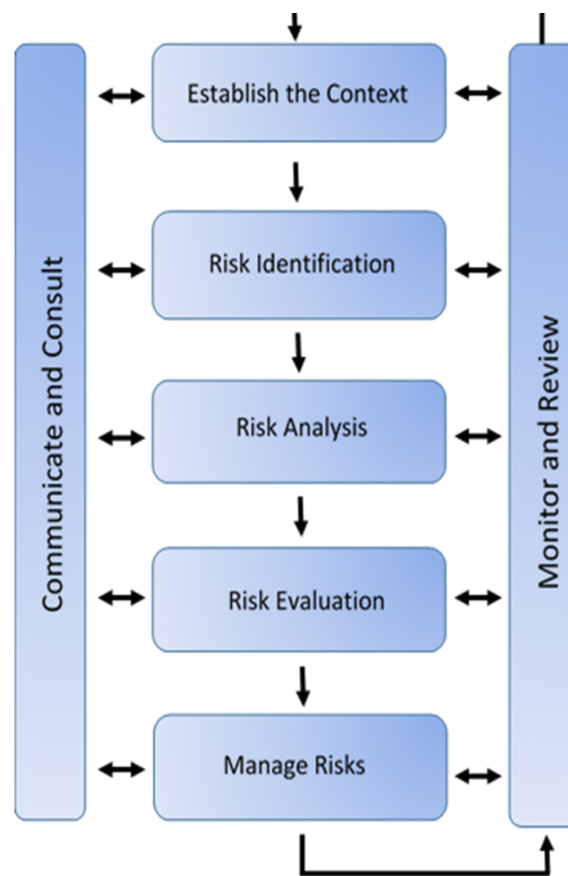 Communicate and Consult
Establish the Context
Risk Identification
Risk Analysis
Risk Evaluation
Manage Risks
Monitor and Review